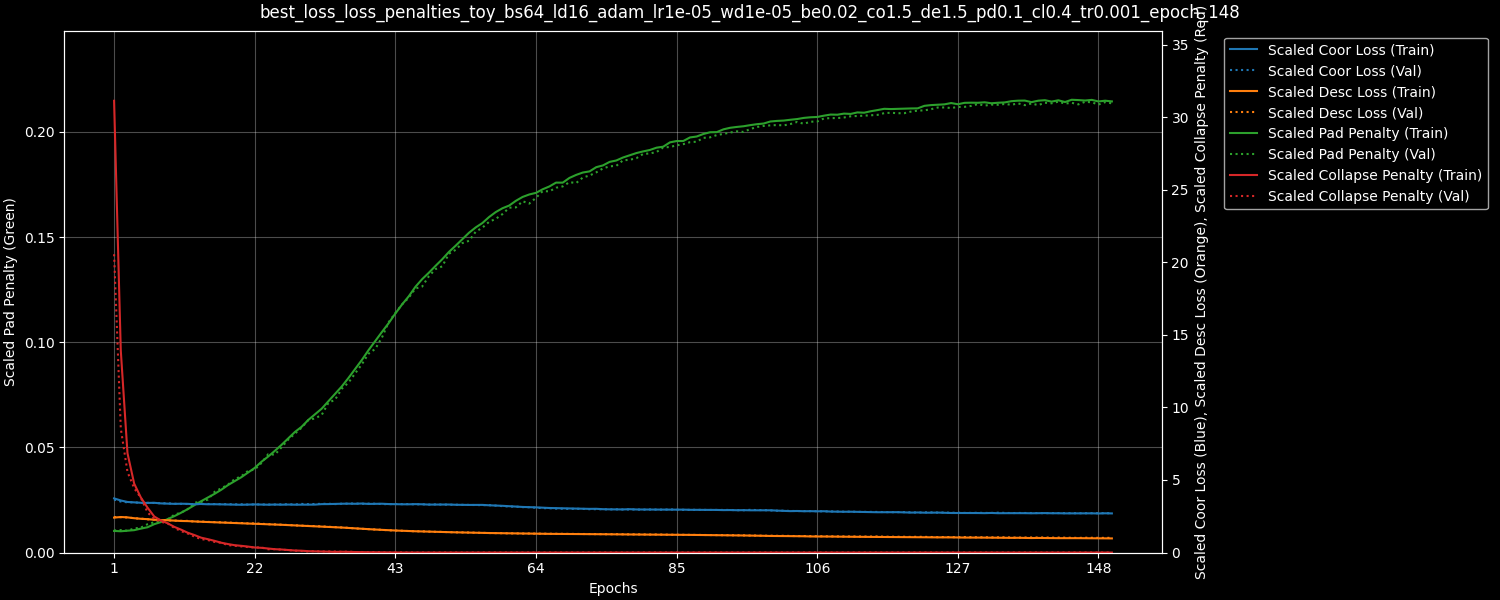 best_loss_loss_penalties_toy_bs64_ld16_adam_lr1e-05_wd1e-05_be0.02_co1.5_de1.5_pd0.1_cl0.4_tr0.001_epoch_148
Scaled Pad Penalty (Green)
0.20
0.15
0.10
0.05
0.00
1
22
43
64
85
106
127
148
Epochs
35
30
25
20
15
10
5
0
Scaled Coor Loss (Blue), Scaled Desc Loss (Orange), Scaled Collapse Penalty (Red)
Scaled Coor Loss (Train)
Scaled Coor Loss (Val)
Scaled Desc Loss (Train)
Scaled Desc Loss (Val)
Scaled Pad Penalty (Train)
Scaled Pad Penalty (Val)
Scaled Collapse Penalty (Train)
Scaled Collapse Penalty (Val)